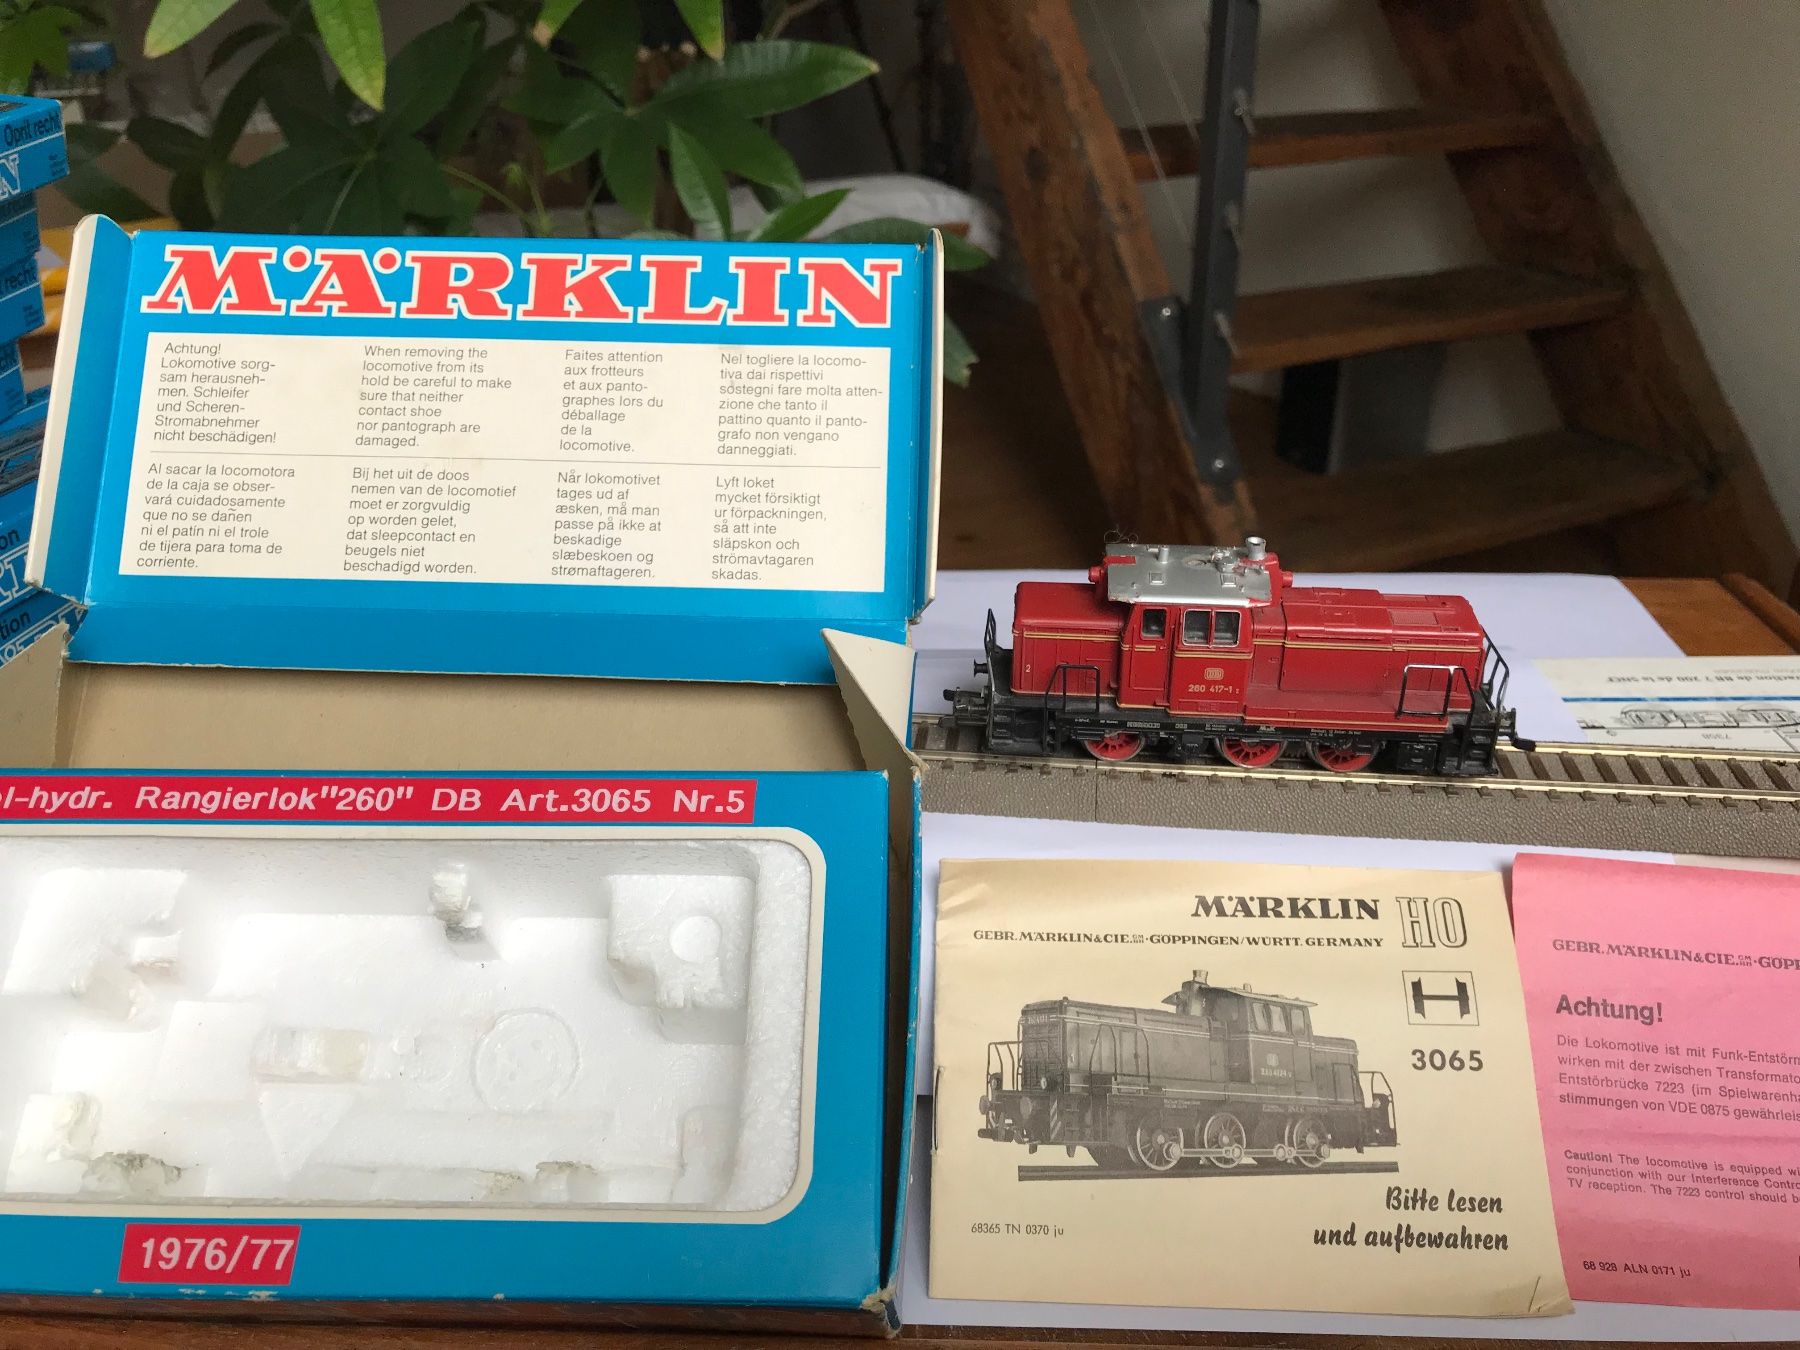 Oprit recht
MÄRKLIN
Achtung!
Lokomotive sorg-
sam herausneh-
men. Schleifer
und Scheren-
Stromabnehmer
nicht beschädigen!
When removing the
locomotive from its
hold be careful to make
sure that neither
contact shoe
nor pantograph are
damaged.
Faites attention
aux frotteurs
et aux panto-
graphes lors du
déballage
de la
locomotive.
Nel togliere la locomo-
tiva dai rispettivi
sostegni fare molta atten-
zione che tanto il
pattino quanto il panto-
grafo non vengano
danneggiati.
Al sacar la locomotora
de la caja se obser-
vará cuidadosamente
que no se dañen
ni el patín ni el trole
de tijera para toma de
corriente.
Bij het uit de doos
nemen van de locomotief
moet er zorgvuldig
op worden gelet,
dat sleepcontact en
beugels niet
beschadigd worden.
Når lokomotivet
tages ud af
æsken, må man
passe på ikke at
beskadige
slæbeskoen og
strømaftageren.
Lyft loket
mycket försiktigt
ur förpackningen,
så att inte
släpskon och
strömavtagaren
skadas.
el-hydr. Rangierlok"260" DB Art.3065 Nr.5
1976/77
2
DB
260 417-1
7358
MÄRKLIN HO
GEBR. MÄRKLIN & CIE. GMBH · GÖPPINGEN/WÜRTT. GERMANY
3065
Bitte lesen
und aufbewahren
68365 TN 0370 ju
GEBR. MÄRKLIN & CIE. GMBH · GÖPP
Achtung!
Die Lokomotive ist mit Funk-Entstör
wirken mit der zwischen Transformato
Entstörbrücke 7223 (im Spielwarenha
stimmungen von VDE 0875 gewährleis
Caution! The locomotive is equipped wi
conjunction with our Interference Contro
TV reception. The 7223 control should b
68 928 ALN 0171 ju